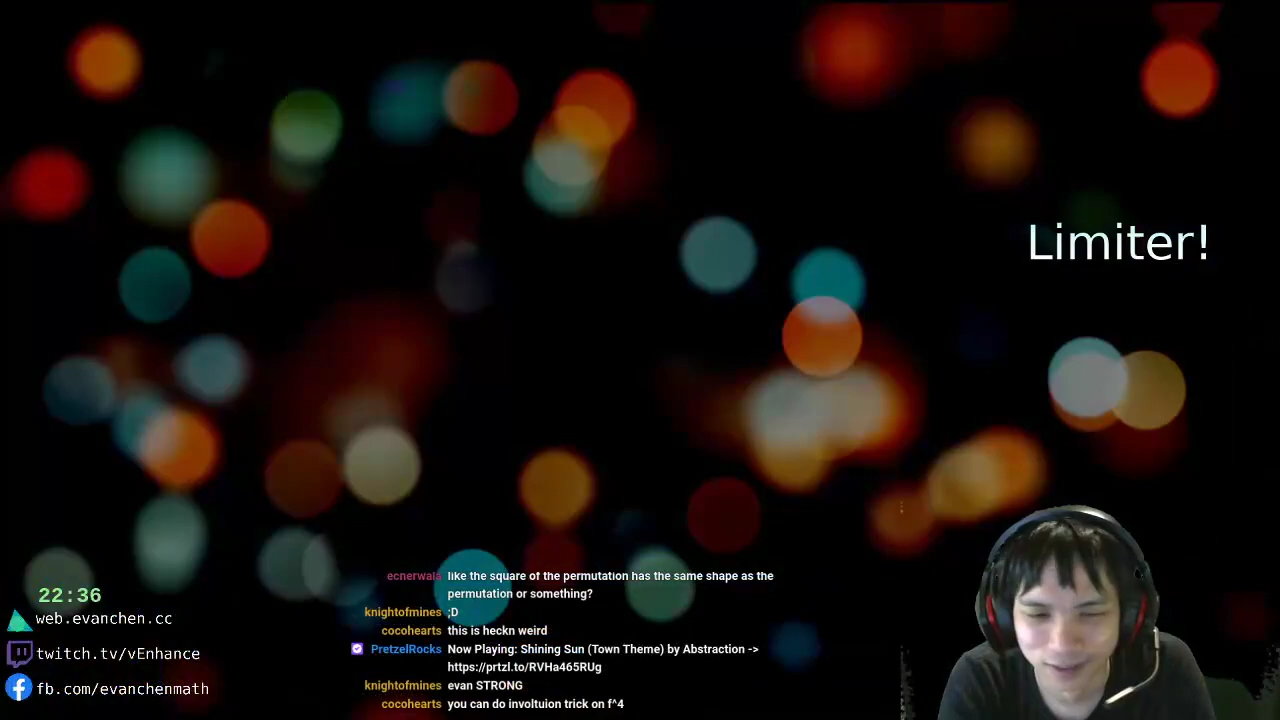 Limiter!
ecnerwala like the square of the permutation has the same shape as the
permutation or something?
knightofmines ;D
cocohearts this is heckn weird
PretzelRocks Now Playing: Shining Sun (Town Theme) by Abstraction ->
https://prtzl.to/RVHa465RUg
knightofmines evan STRONG
cocohearts you can do involtuion trick on f^4
22:36
web.evanchen.cc
twitch.tv/vEnhance
fb.com/evanchenmath